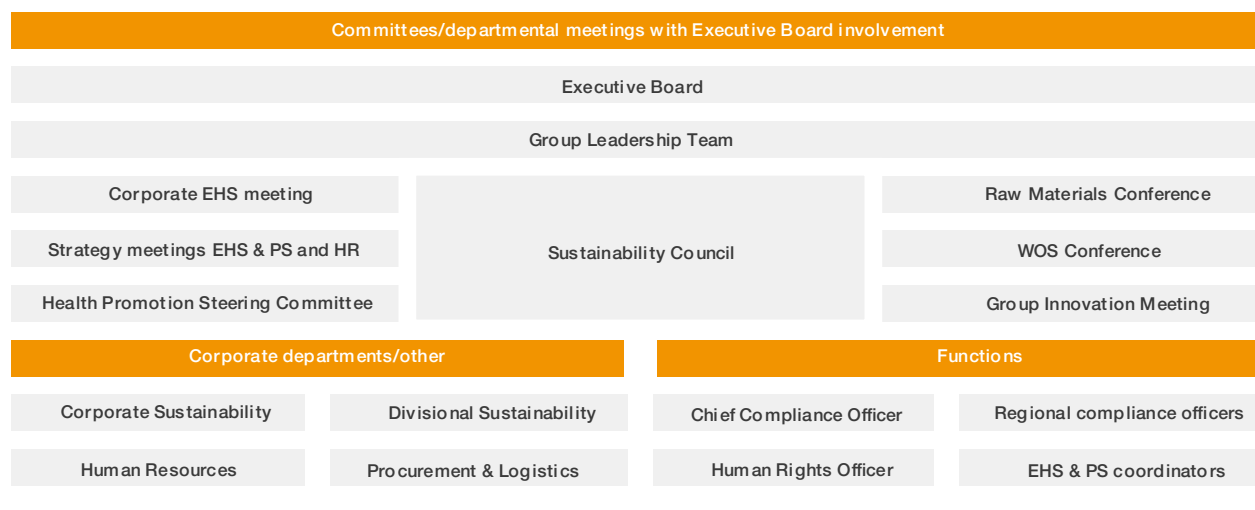 Committees/departmental meetings with Executive Board involvement
Executive Board
Group Leadership Team
Corporate EHS meeting
Strategy meetings EHS & PS and HR
Health Promotion Steering Committee
Sustainability Council
Raw Materials Conference
WOS Conference
Group Innovation Meeting
Corporate departments/other
Corporate Sustainability
Divisional Sustainability
Human Resources
Procurement & Logistics
Functions
Chief Compliance Officer
Regional compliance officers
Human Rights Officer
EHS & PS coordinators